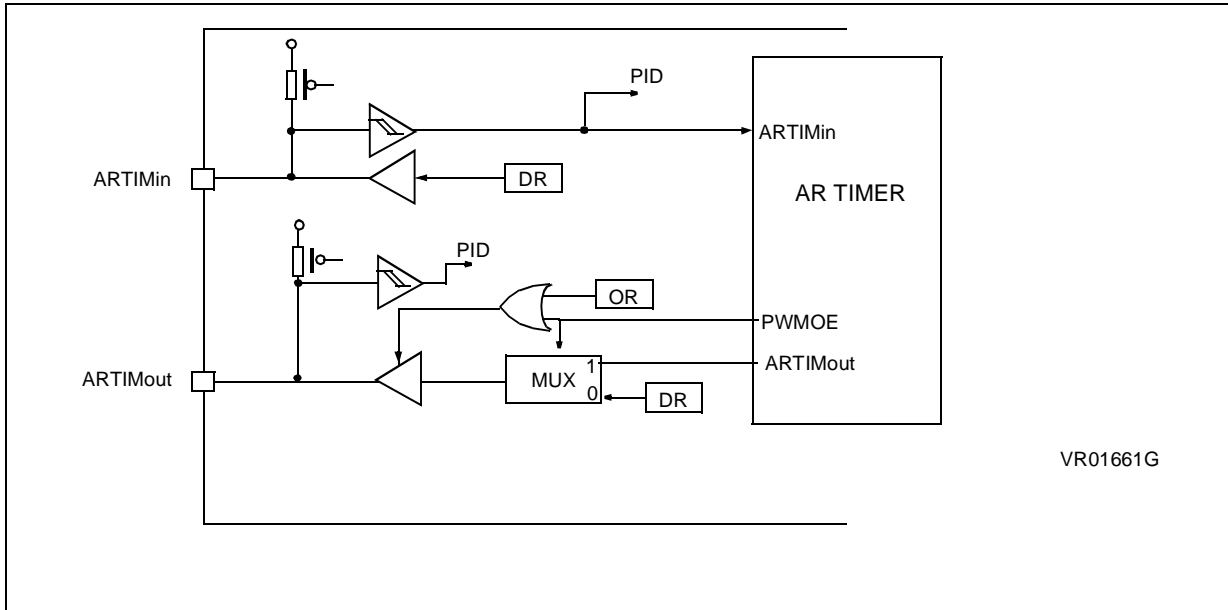 PID
ARTIMin
ARTIMin
DR
AR TIMER
PID
OR
PWMOE
ARTIMout
1
ARTIMout
MUX
0
DR
VR01661G